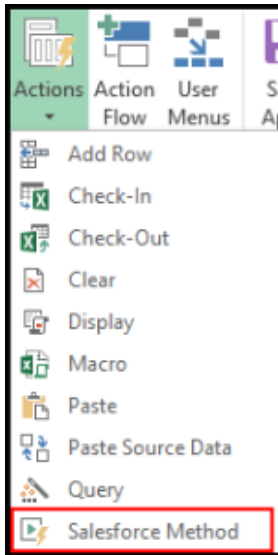 Actions Action User S
Flow Menus A
Add Row
Check-In
Check-Out
Clear
Display
Macro
Paste
Paste Source Data
Query
Salesforce Method